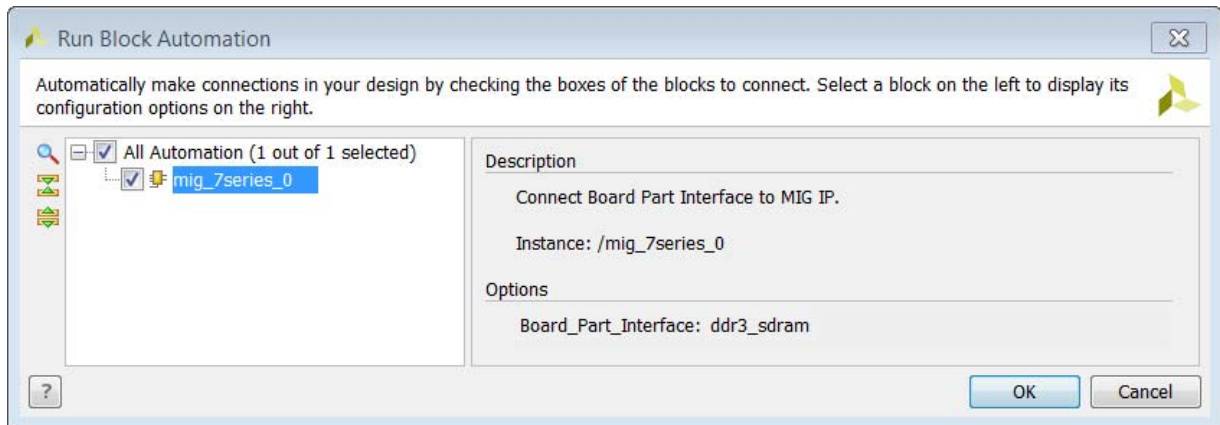 Run Block Automation
Automatically make connections in your design by checking the boxes of the blocks to connect. Select a block on the left to display its
configuration options on the right.
All Automation (1 out of 1 selected)
mig_7series_0
Description
Connect Board Part Interface to MIG IP.
Instance: /mig_7series_0
Options
Board_Part_Interface: ddr3_sdram
?
OK
Cancel